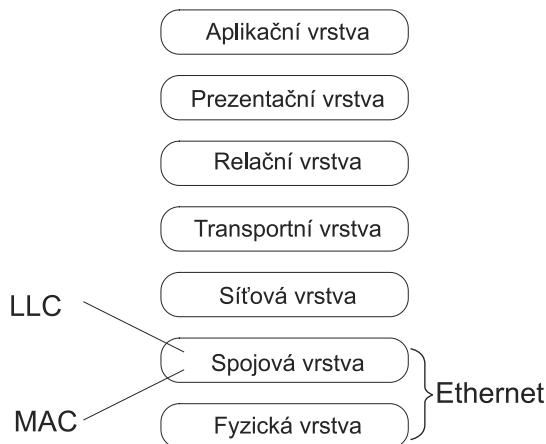 Aplikační vrstva
Prezentační vrstva
Relační vrstva
Transportní vrstva
Síťová vrstva
LLC
Spojová vrstva
Ethernet
MAC
Fyzická vrstva